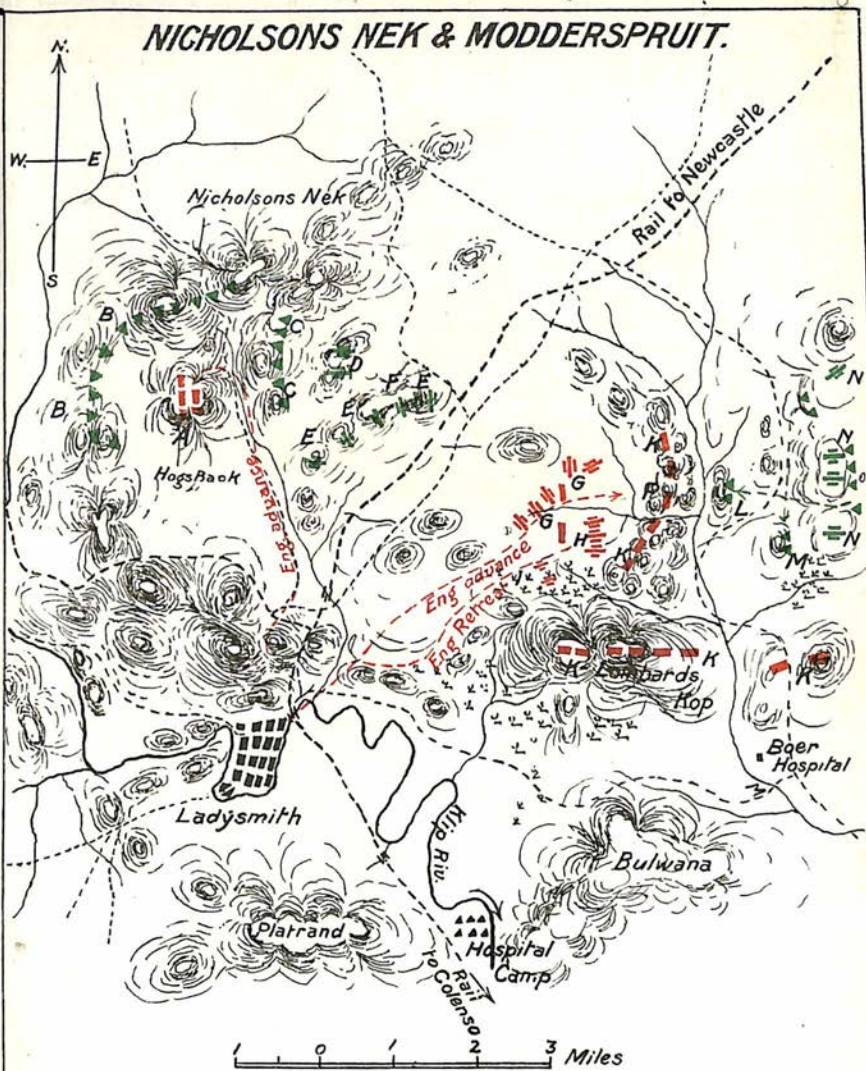 NICHOLSONS NEK & MODDERSPRUIT.
N.
W.
E
S
Nicholsons Nek
Rail to Newcastle
B
B
C
C
D
F
E
E
E
A
Hogs Back
Eng. advance
G
G
H
K
P
K
L
N
N
N
M
Eng advance
Eng Retreat
K
K
K
Lombards
Kop
Boer
Hospital
Ladysmith
Klip Riv.
Bulwana
Platrand
Hospital
Camp
Rail
to Colenso
1 0 1 2 3 Miles